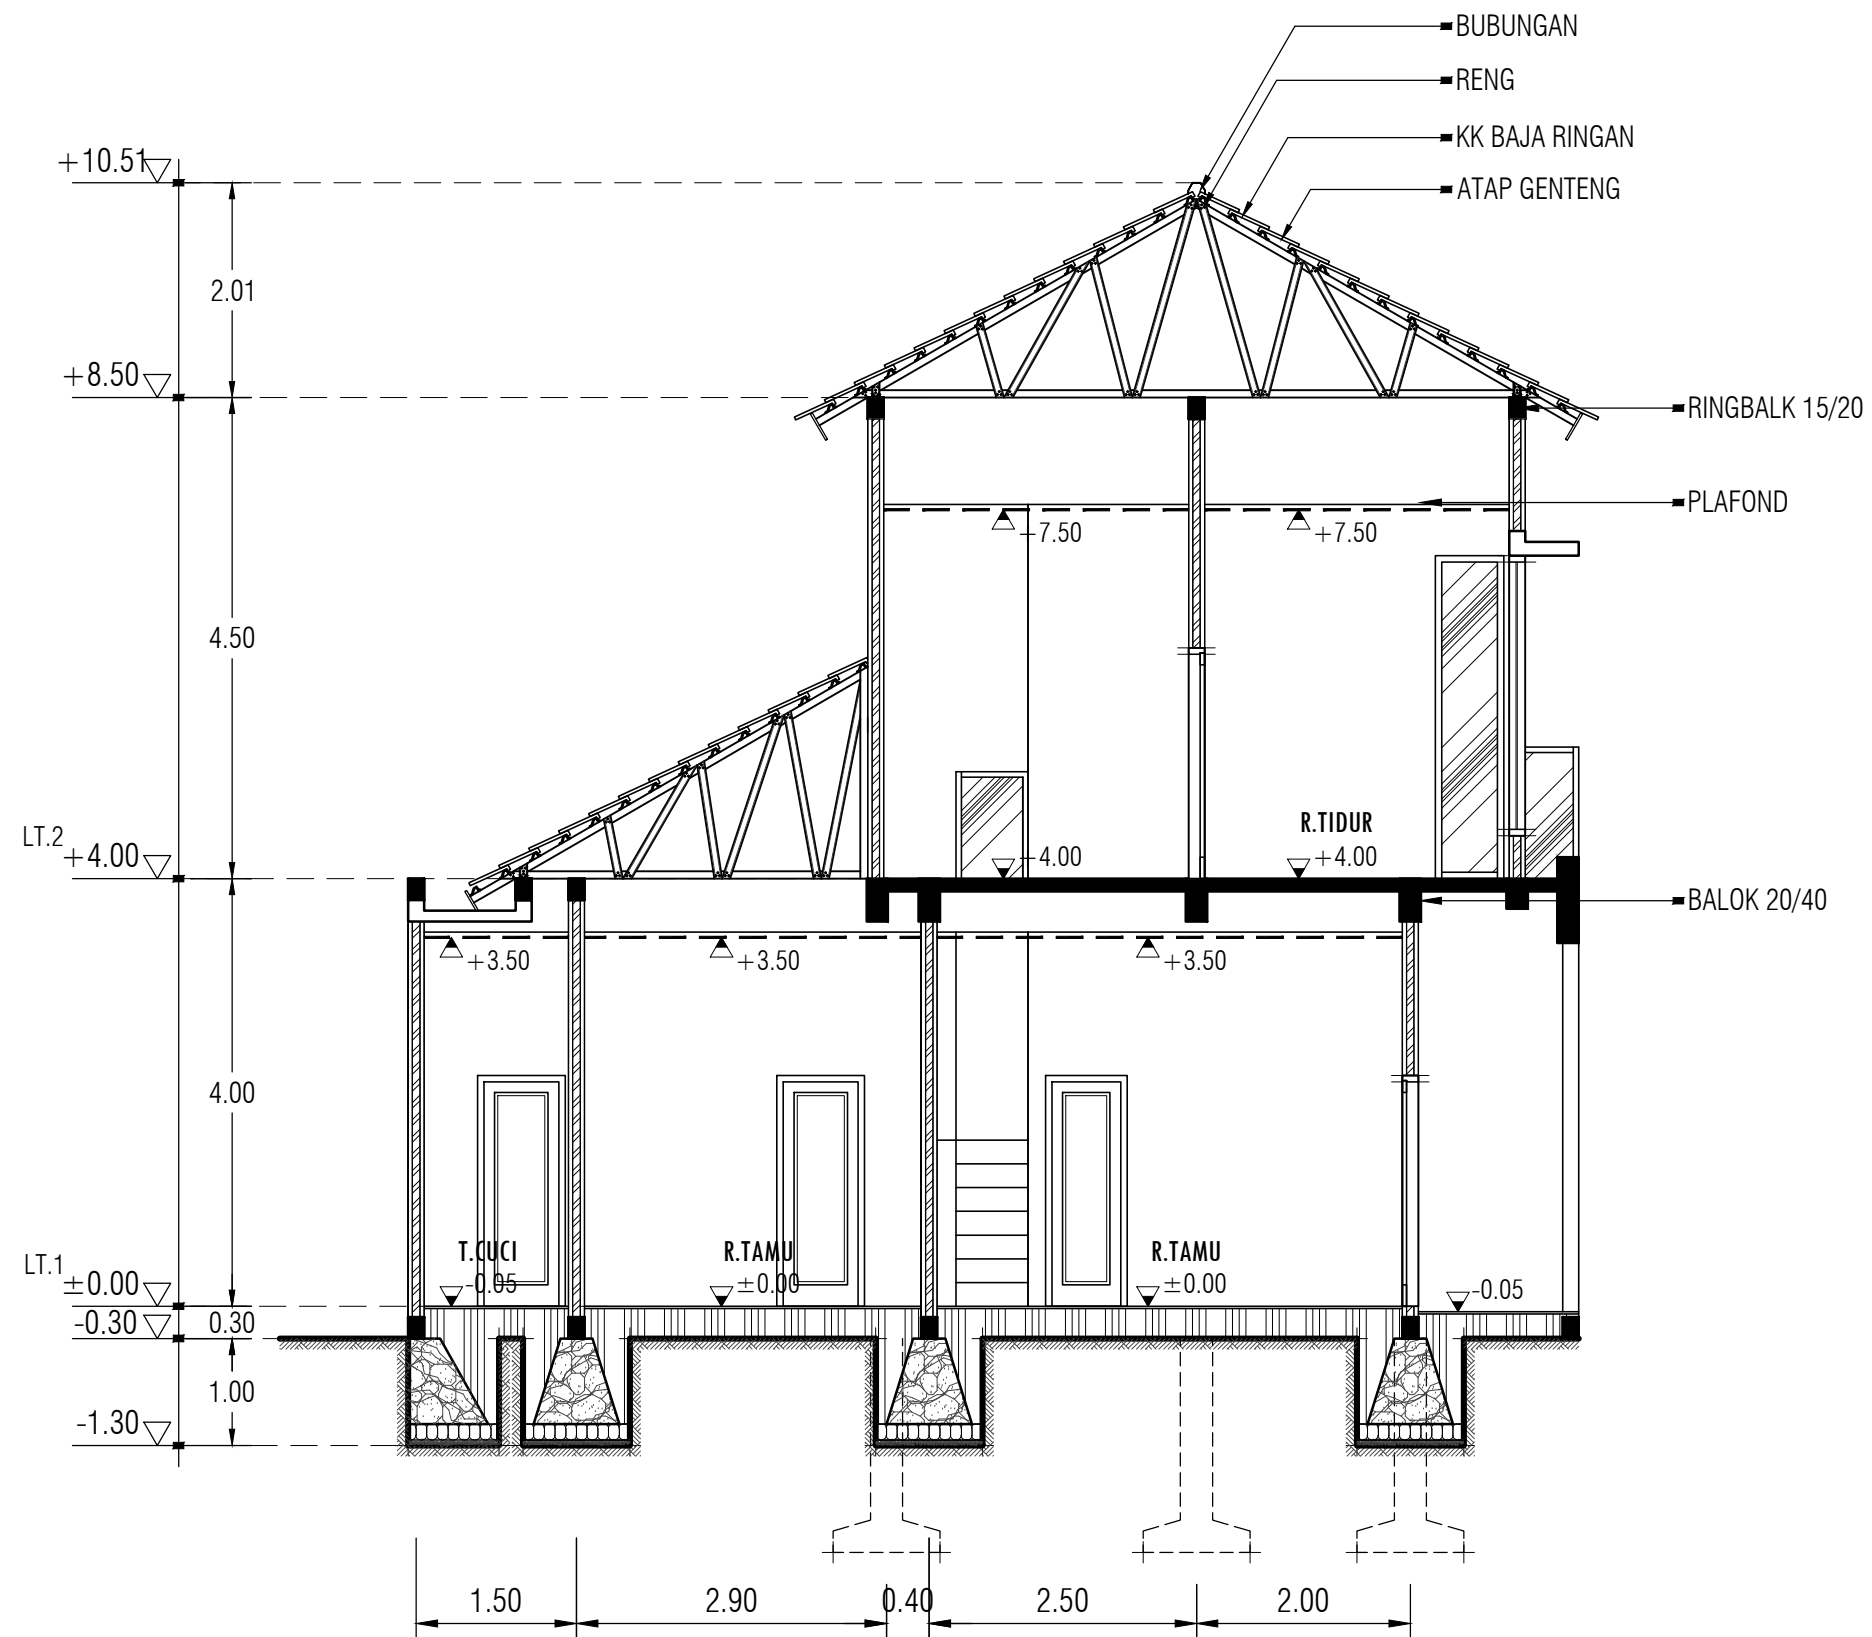 BUBUNGAN
RENG
KK BAJA RINGAN
ATAP GENTENG
+10.51
2.01
+8.50
RINGBALK 15/20
PLAFOND
+7.50
+7.50
4.50
R.TIDUR
LT.2
+4.00
+4.00
+4.00
BALOK 20/40
+3.50
+3.50
+3.50
4.00
T.CUCI
R.TAMU
R.TAMU
LT.1
±0.00
-0.05
±0.00
±0.00
-0.05
-0.30
0.30
1.00
-1.30
1.50
2.90
0.40
2.50
2.00